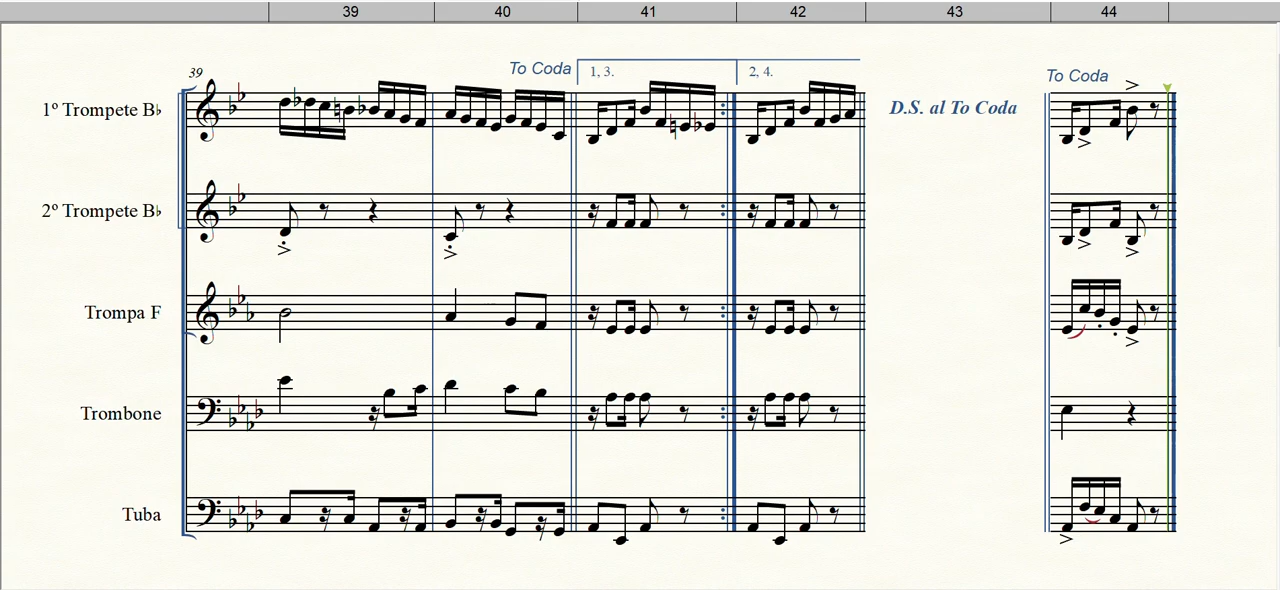 39 40 41 42 43 44
39 To Coda 1, 3. 2, 4. To Coda
1º Trompete B♭ D.S. al To Coda
2º Trompete B♭
Trompa F
Trombone
Tuba